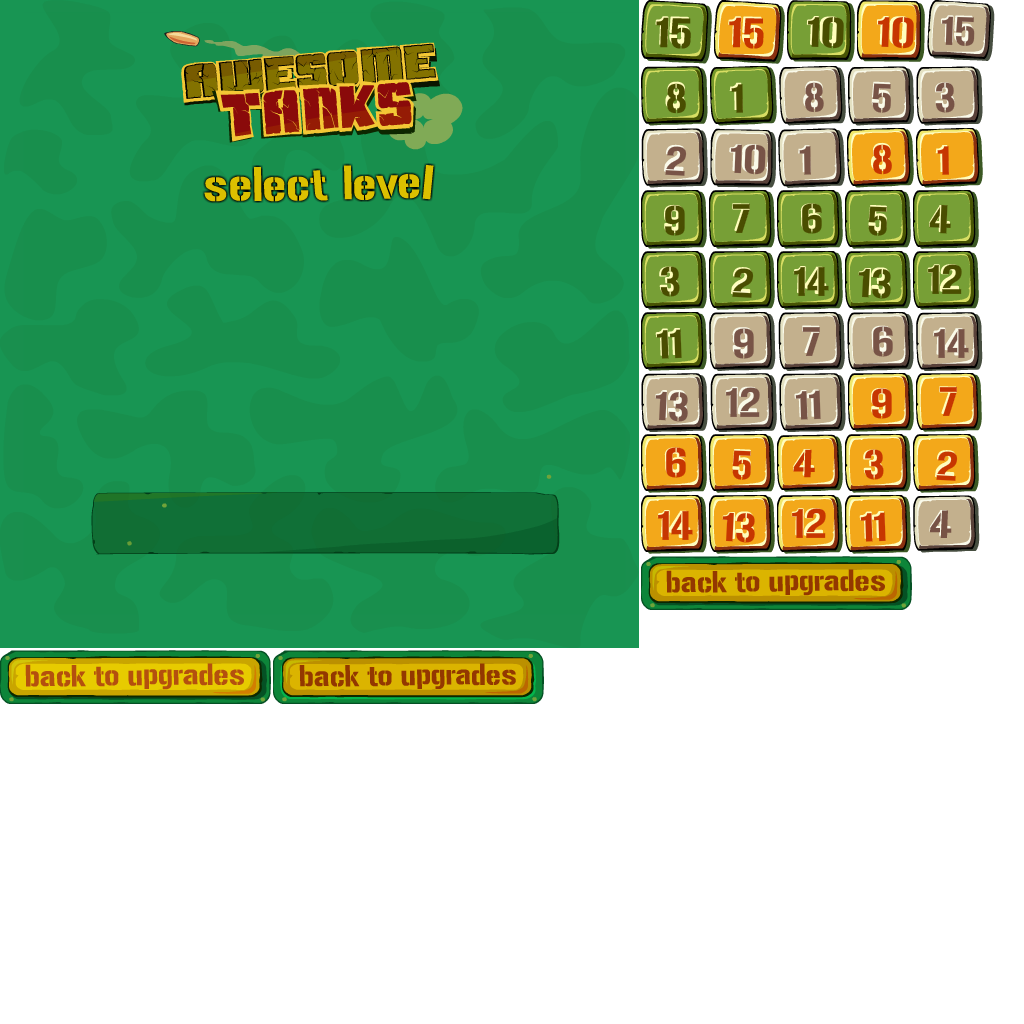 AWESOME
TANKS
select level
15 15 10 10 15
8 1 8 5 3
2 10 1 8 1
9 7 6 5 4
3 2 14 13 12
11 9 7 6 14
13 12 11 9 7
6 5 4 3 2
14 13 12 11 4
back to upgrades
back to upgrades back to upgrades